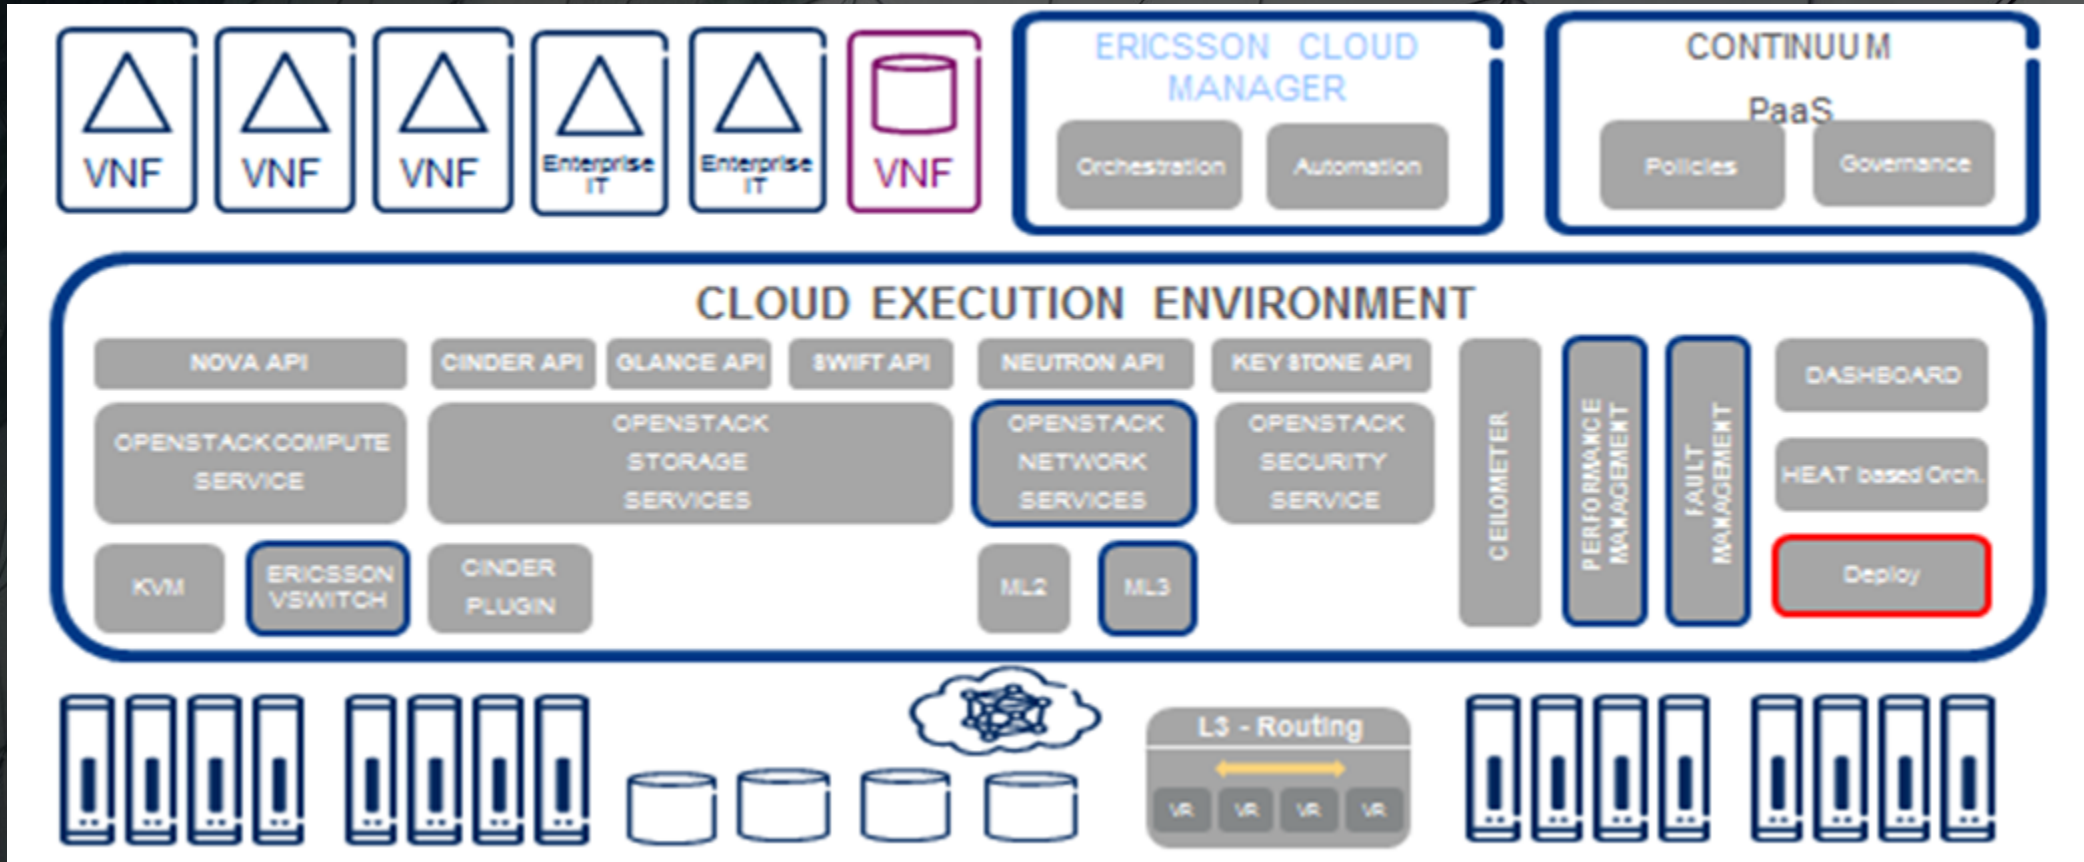 VNF
VNF
VNF
Enterprise
IT
Enterprise
IT
VNF
ERICSSON CLOUD
MANAGER
Orchestration
Automation
CONTINUUM
PaaS
Policies
Governance
CLOUD EXECUTION ENVIRONMENT
NOVA API
CINDER API
GLANCE API
SWIFT API
NEUTRON API
KEYSTONE API
OPENSTACK COMPUTE
SERVICE
OPENSTACK
STORAGE
SERVICES
OPENSTACK
NETWORK
SERVICES
OPENSTACK
SECURITY
SERVICE
KVM
ERICSSON
VSWITCH
CINDER
PLUGIN
ML2
ML3
CEILOMETER
PERFORMANCE
MANAGEMENT
FAULT
MANAGEMENT
DASHBOARD
HEAT based Orch.
Deploy
L3 - Routing
VR
VR
VR
VR